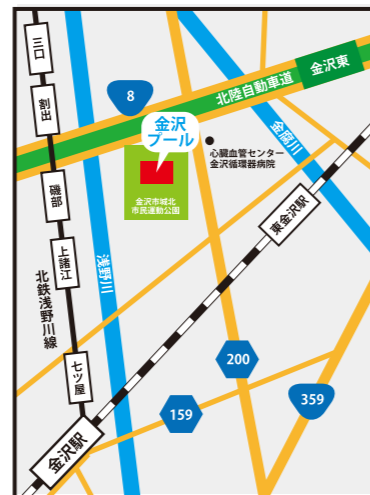 三口
割出
磯部
上諸江
七ツ屋
北鉄浅野川線
金沢駅
浅野川
8
金沢
プール
金沢市城北
市民運動公園
北陸自動車道
金沢東
心臓血管センター
金沢循環器病院
金腐川
東金沢駅
200
159
359